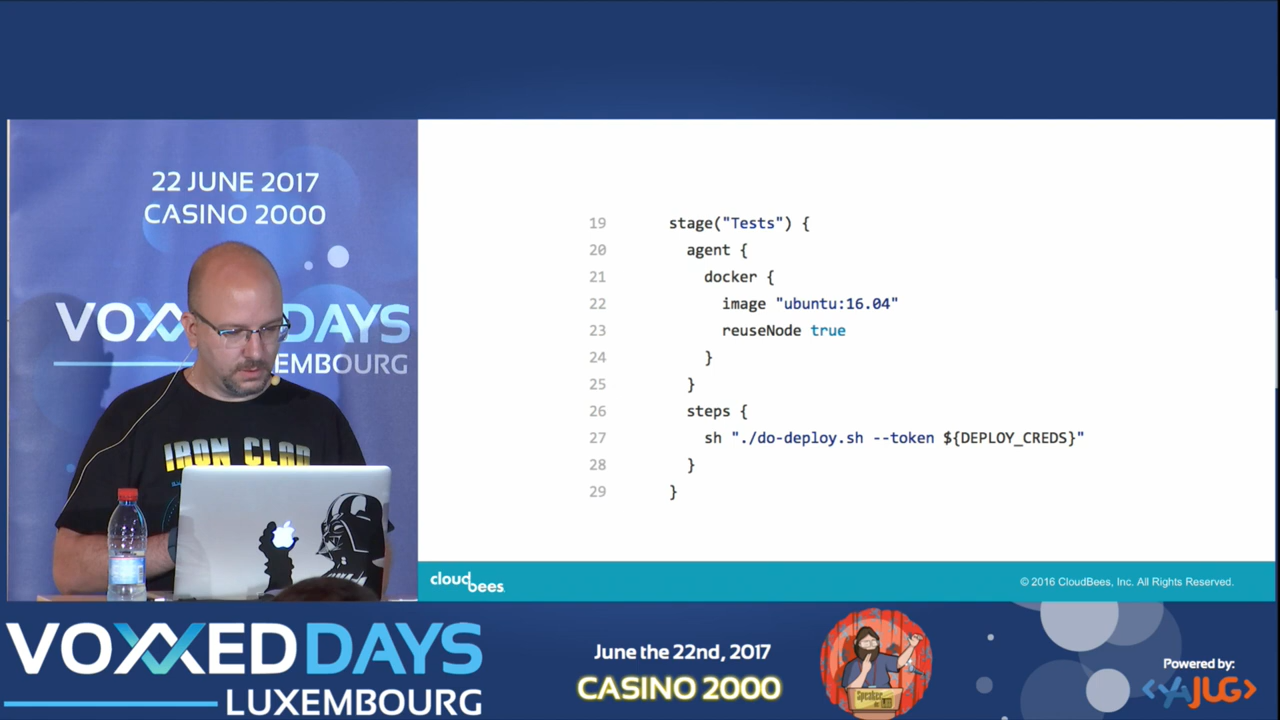 22 JUNE 2017
CASINO 2000
VOXXED DAYS
EMBOURG
IRON CLAD
19 stage("Tests") {
20 agent {
21 docker {
22 image "ubuntu:16.04"
23 reuseNode true
24 }
25 }
26 steps {
27 sh "./do-deploy.sh --token ${DEPLOY_CREDS}"
28 }
29 }
cloudbees
© 2016 CloudBees, Inc. All Rights Reserved.
VOXXED DAYS
LUXEMBOURG
June the 22nd, 2017
CASINO 2000
Speaker
Powered by:
<YAJUG>